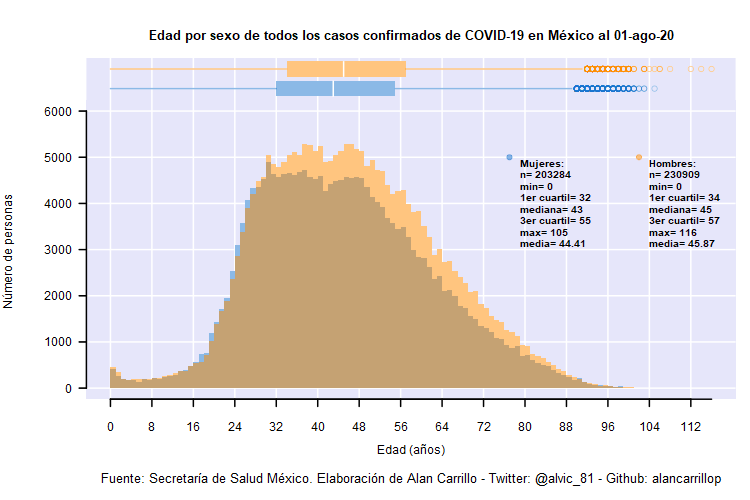 Edad por sexo de todos los casos confirmados de COVID-19 en México al 01-ago-20
6000
5000
4000
3000
2000
1000
0
Número de personas
Mujeres:
n= 203284
min= 0
1er cuartil= 32
mediana= 43
3er cuartil= 55
max= 105
media= 44.41
Hombres:
n= 230909
min= 0
1er cuartil= 34
mediana= 45
3er cuartil= 57
max= 116
media= 45.87
0 8 16 24 32 40 48 56 64 72 80 88 96 104 112
Edad (años)
Fuente: Secretaría de Salud México. Elaboración de Alan Carrillo - Twitter: @alvic_81 - Github: alancarrillop